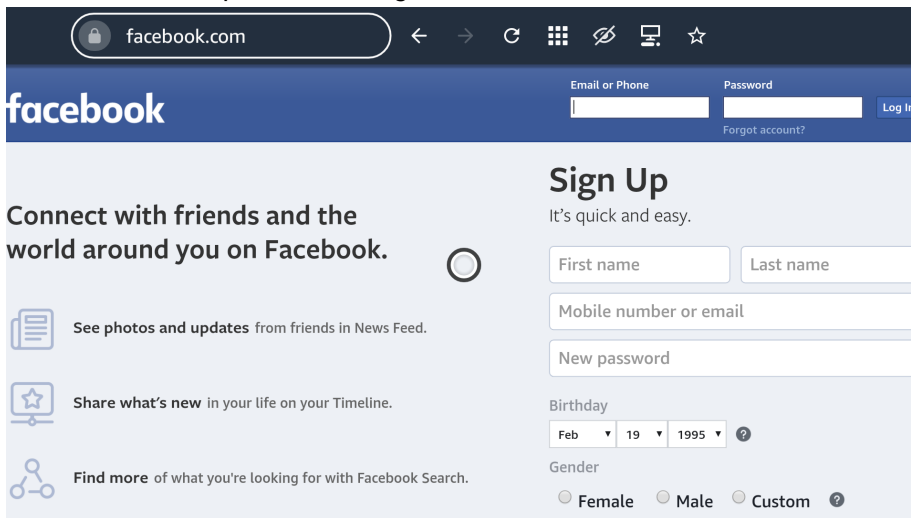 facebook.com
Email or Phone
Password
facebook
Log In
Forgot account?
Sign Up
It's quick and easy.
Connect with friends and the
world around you on Facebook.
First name
Last name
Mobile number or email
See photos and updates from friends in News Feed.
New password
Share what's new in your life on your Timeline.
Birthday
Feb 19 1995 ?
Find more of what you're looking for with Facebook Search.
Gender
Female Male Custom ?